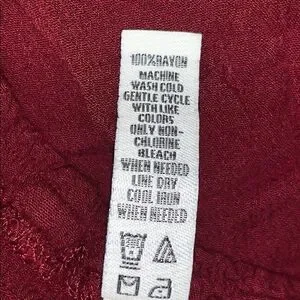 100%RAYON
MACHINE
WASH COLD
GENTLE CYCLE
WITH LIKE
COLORS
ONLY NON-
CHLORINE
BLEACH
WHEN NEEDED
LINE DRY
COOL IRON
WHEN NEEDED